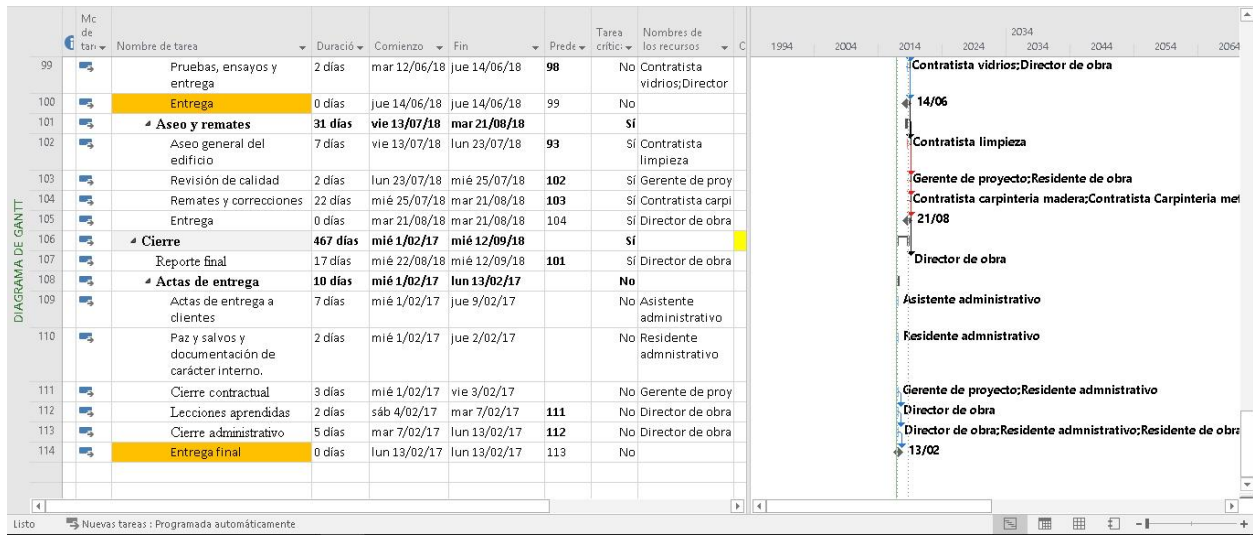 DIAGRAMA DE GANTT
Mc de tare Nombre de tarea Duració Comienzo Fin Prede Tarea crític: Nombres de los recursos C
2034
1994 2004 2014 2024 2034 2044 2054 2064
99 Pruebas, ensayos y entrega 2 días mar 12/06/18 jue 14/06/18 98 No Contratista vidrios;Director
Contratista vidrios;Director de obra
100 Entrega 0 días jue 14/06/18 jue 14/06/18 99 No
14/06
101 Aseo y remates 31 días vie 13/07/18 mar 21/08/18 Sí
102 Aseo general del edificio 7 días vie 13/07/18 lun 23/07/18 93 Sí Contratista limpieza
Contratista limpieza
103 Revisión de calidad 2 días lun 23/07/18 mié 25/07/18 102 Sí Gerente de proy
Gerente de proyecto;Residente de obra
104 Remates y correcciones 22 días mié 25/07/18 mar 21/08/18 103 Sí Contratista carpi
Contratista carpinteria madera;Contratista Carpinteria met
105 Entrega 0 días mar 21/08/18 mar 21/08/18 104 Sí Director de obra
21/08
106 Cierre 467 días mié 1/02/17 mié 12/09/18 Sí
107 Reporte final 17 días mié 22/08/18 mié 12/09/18 101 Sí Director de obra
Director de obra
108 Actas de entrega 10 días mié 1/02/17 lun 13/02/17 No
109 Actas de entrega a clientes 7 días mié 1/02/17 jue 9/02/17 No Asistente administrativo
Asistente administrativo
110 Paz y salvos y documentación de carácter interno. 2 días mié 1/02/17 jue 2/02/17 No Residente admnistrativo
Residente admnistrativo
111 Cierre contractual 3 días mié 1/02/17 vie 3/02/17 No Gerente de proy
Gerente de proyecto;Residente admnistrativo
112 Lecciones aprendidas 2 días sáb 4/02/17 mar 7/02/17 111 No Director de obra
Director de obra
113 Cierre administrativo 5 días mar 7/02/17 lun 13/02/17 112 No Director de obra
Director de obra;Residente admnistrativo;Residente de obra
114 Entrega final 0 días lun 13/02/17 lun 13/02/17 113 No
13/02
Listo Nuevas tareas : Programada automáticamente